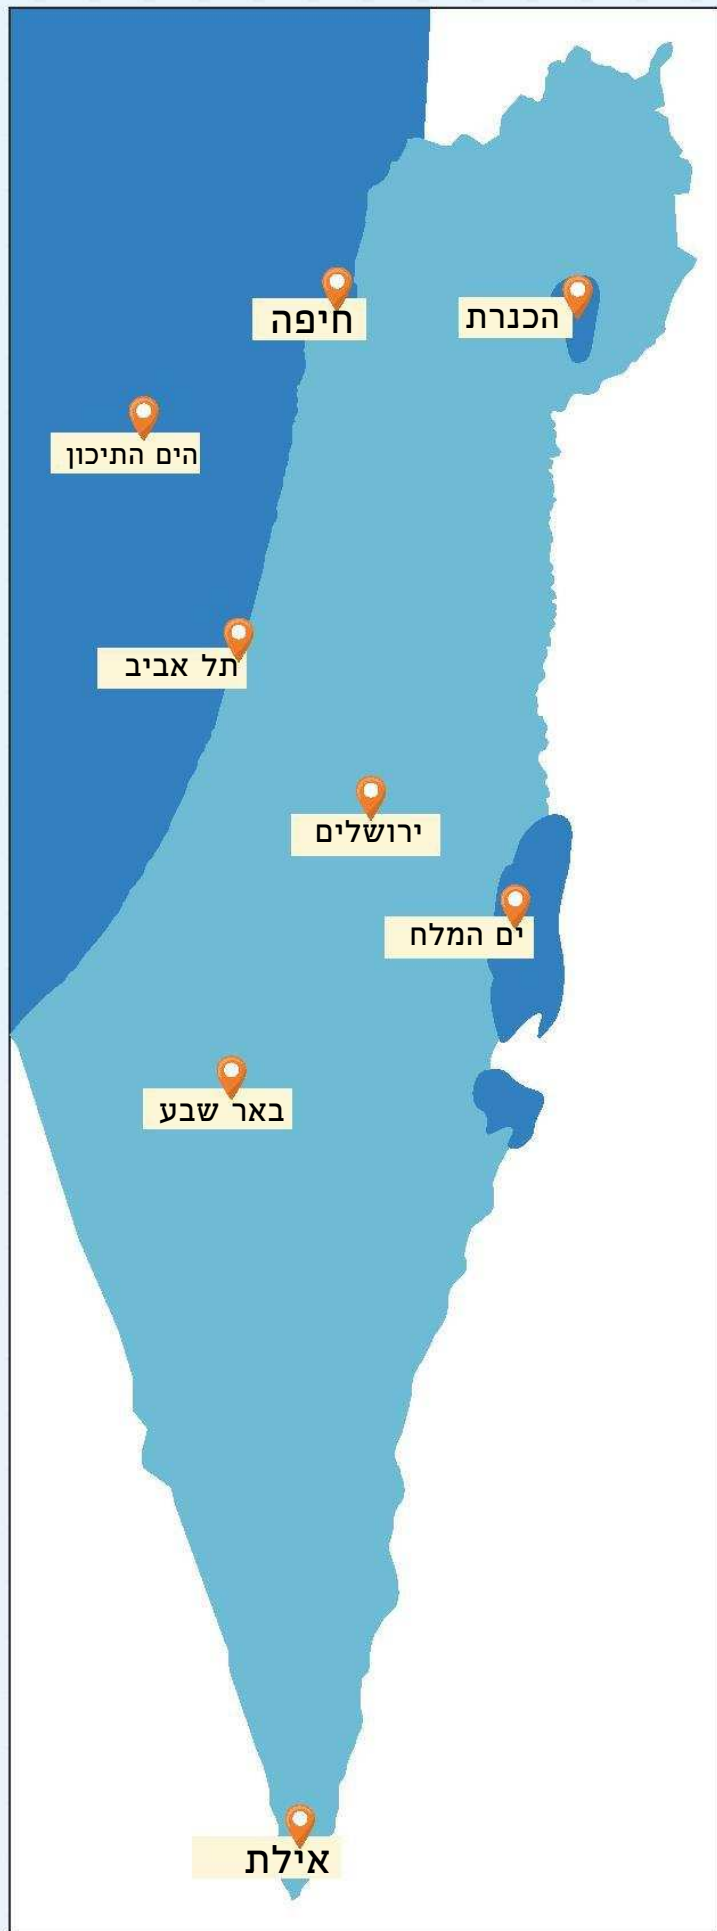 חיפה
הכנרת
הים התיכון
תל אביב
ירושלים
ים המלח
באר שבע
אילת